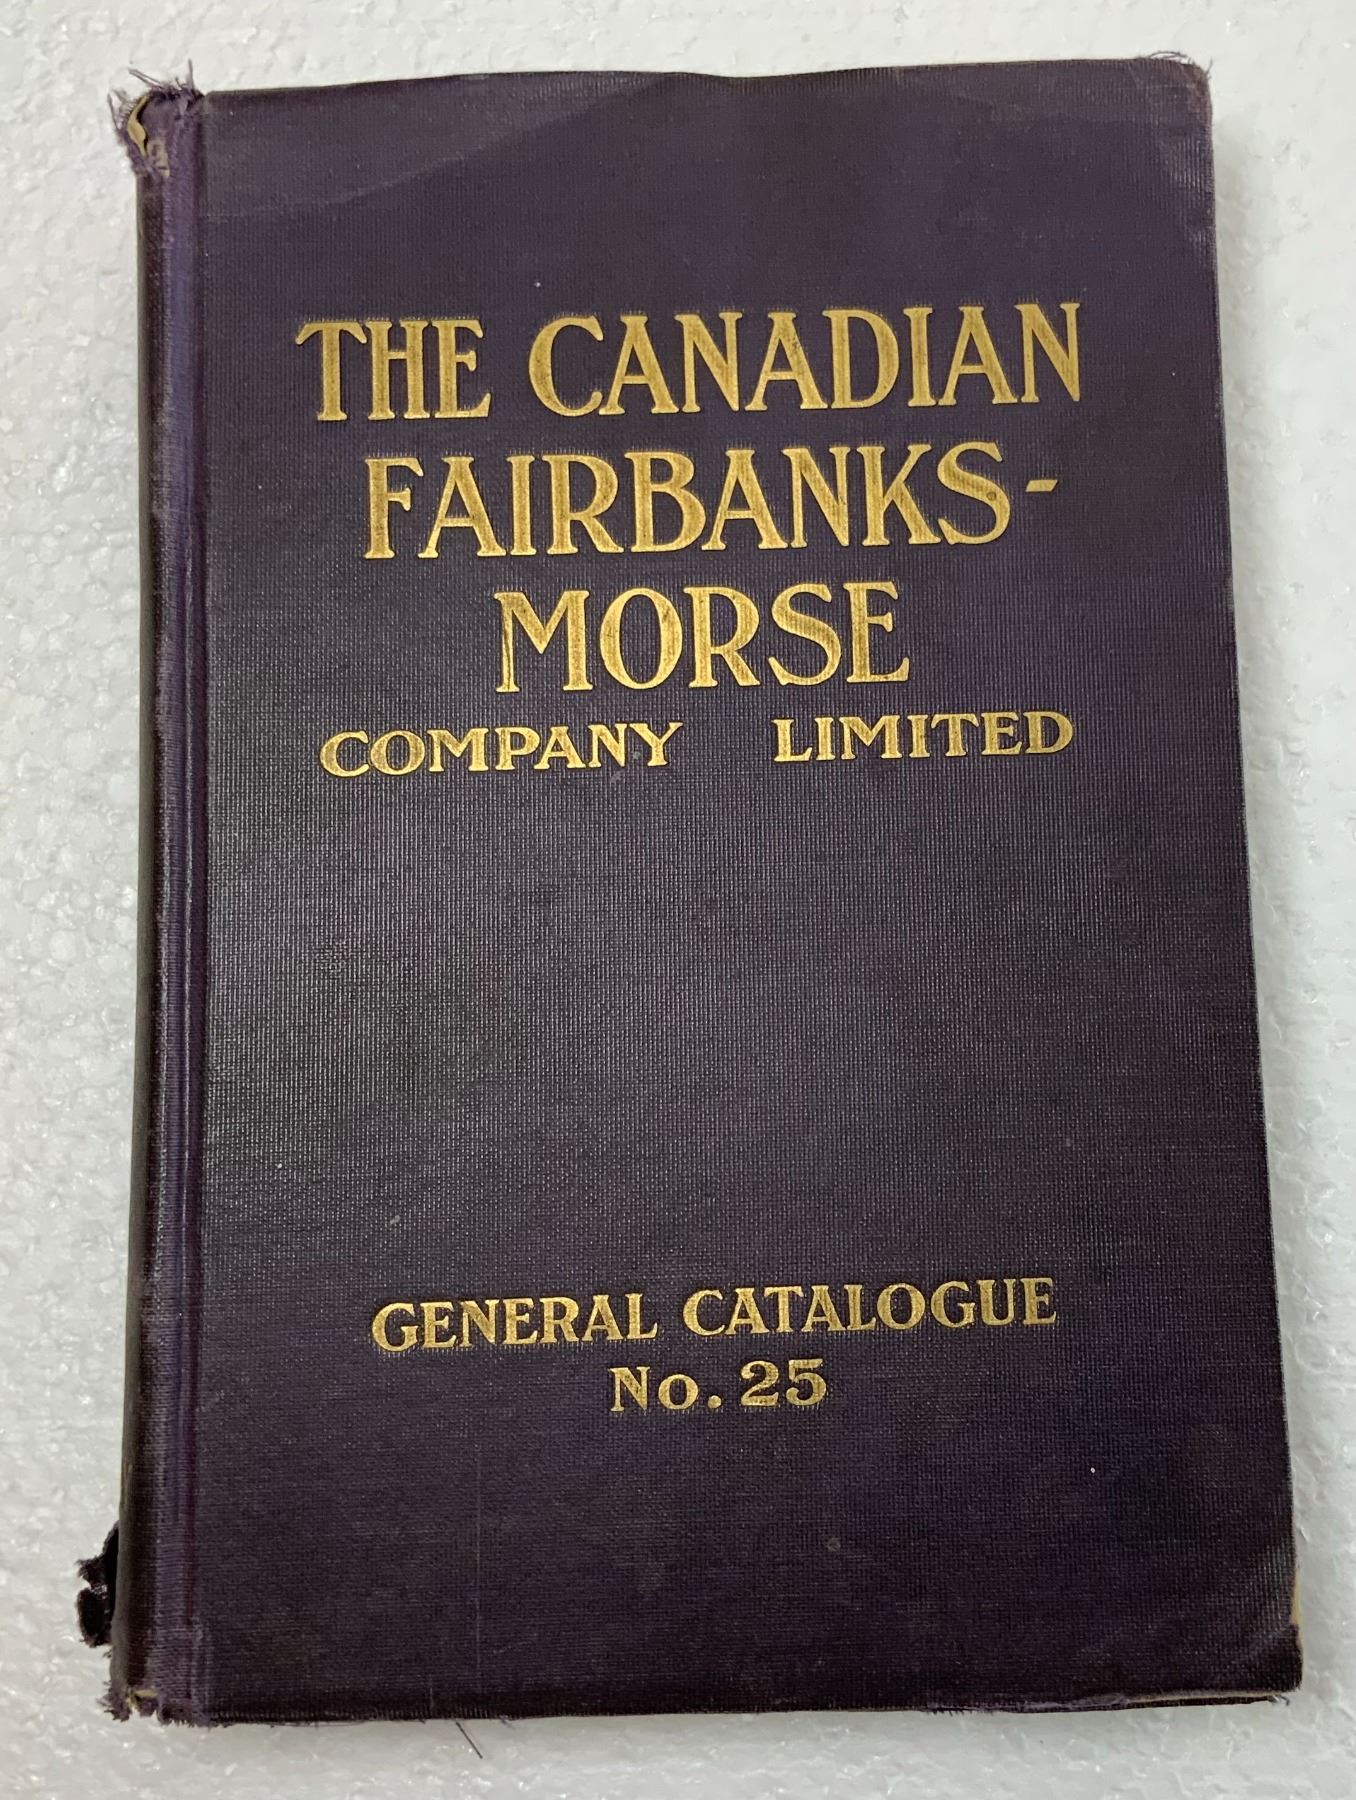 THE CANADIAN
FAIRBANKS-
MORSE
COMPANY LIMITED
GENERAL CATALOGUE
No. 25